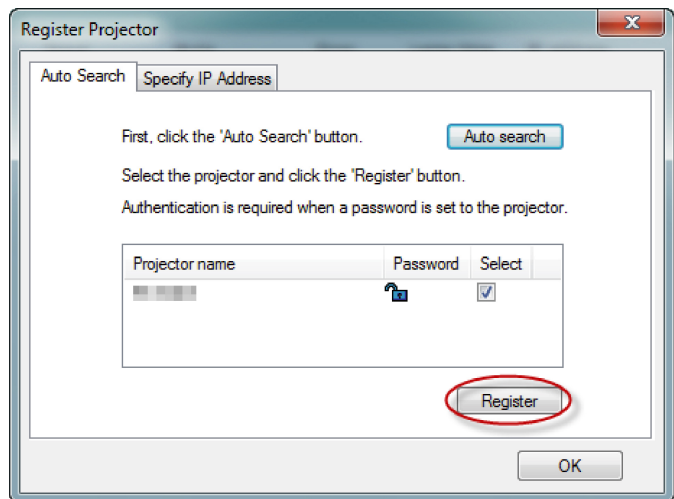 Register Projector
Auto Search
Specify IP Address
First, click the 'Auto Search' button.
Auto search
Select the projector and click the 'Register' button.
Authentication is required when a password is set to the projector.
Projector name
Password
Select
Register
OK